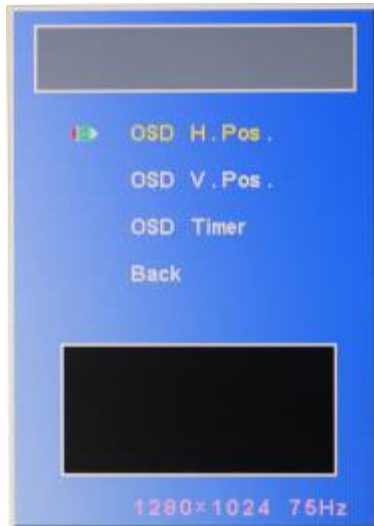 OSD H.Pos.
OSD V.Pos.
OSD Timer
Back
1280×1024 75Hz